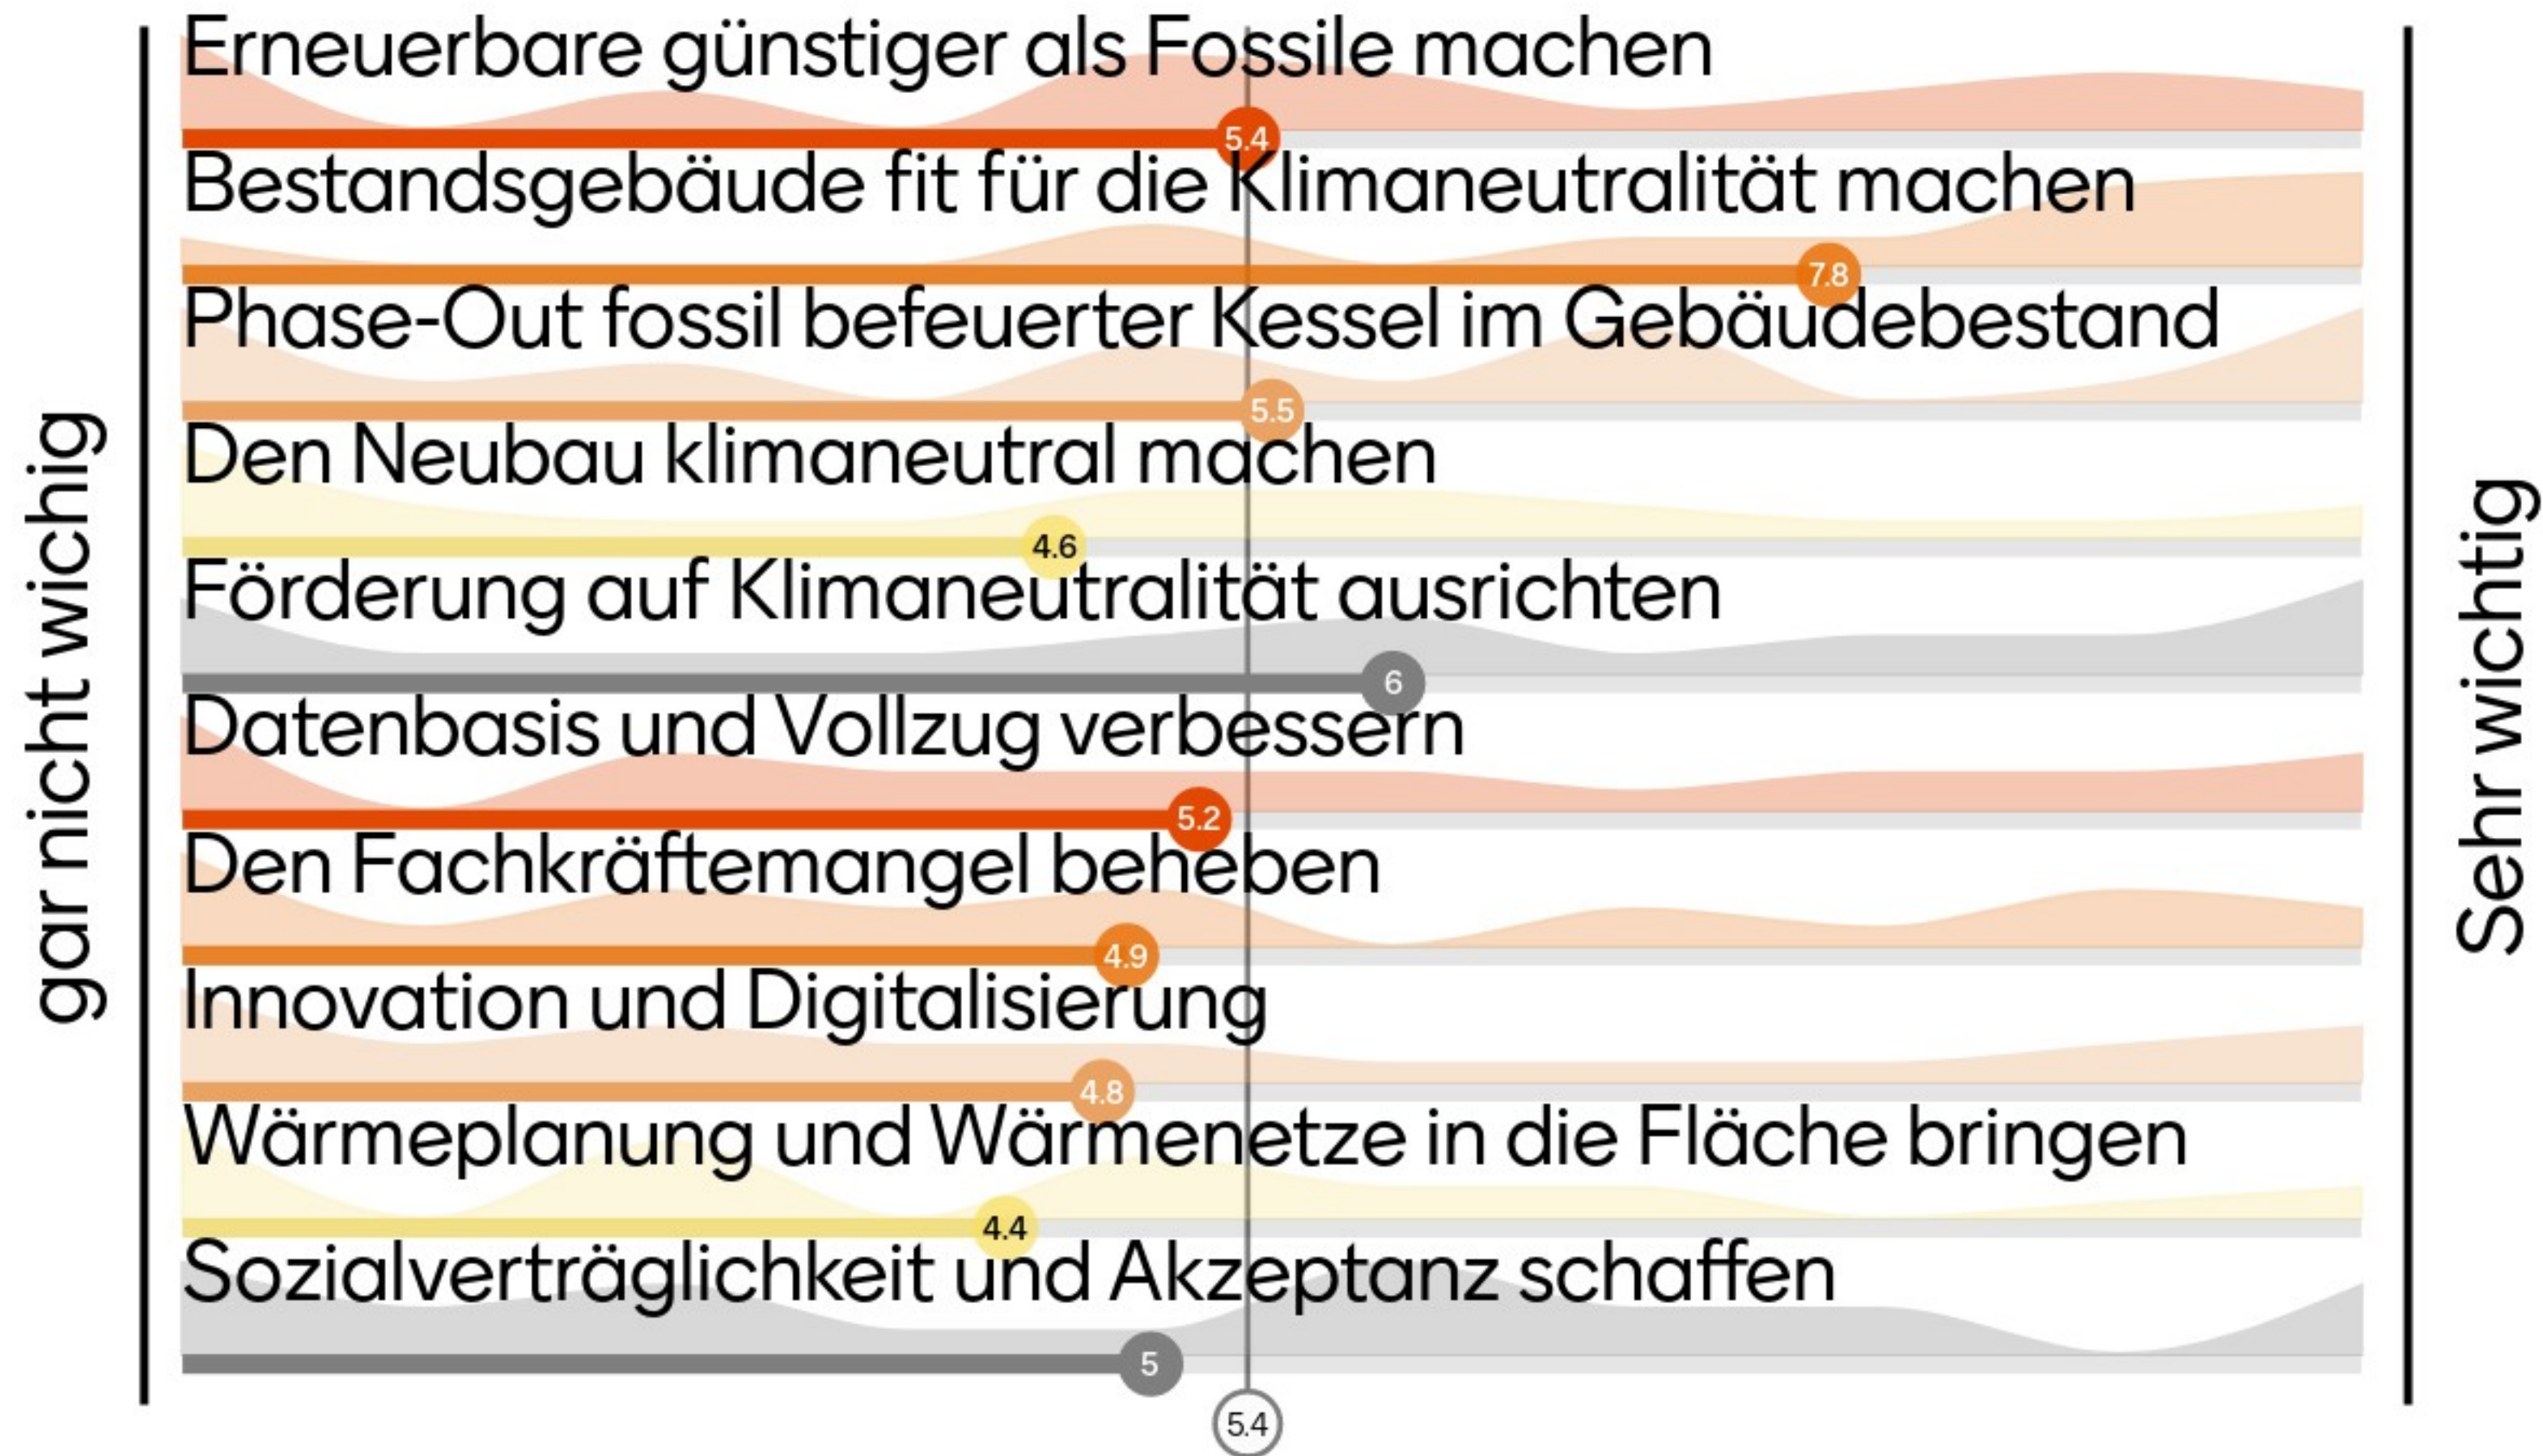 Erneuerbare günstiger als Fossile machen
5.4
Bestandsgebäude fit für die Klimaneutralität machen
7.8
Phase-Out fossil befeuerter Kessel im Gebäudebestand
5.5
Den Neubau klimaneutral machen
4.6
Förderung auf Klimaneutralität ausrichten
6
Datenbasis und Vollzug verbessern
5.2
Den Fachkräftemangel beheben
4.9
Innovation und Digitalisierung
4.8
Wärmeplanung und Wärmenetze in die Fläche bringen
4.4
Sozialverträglichkeit und Akzeptanz schaffen
5
5.4
gar nicht wichig
Sehr wichtig